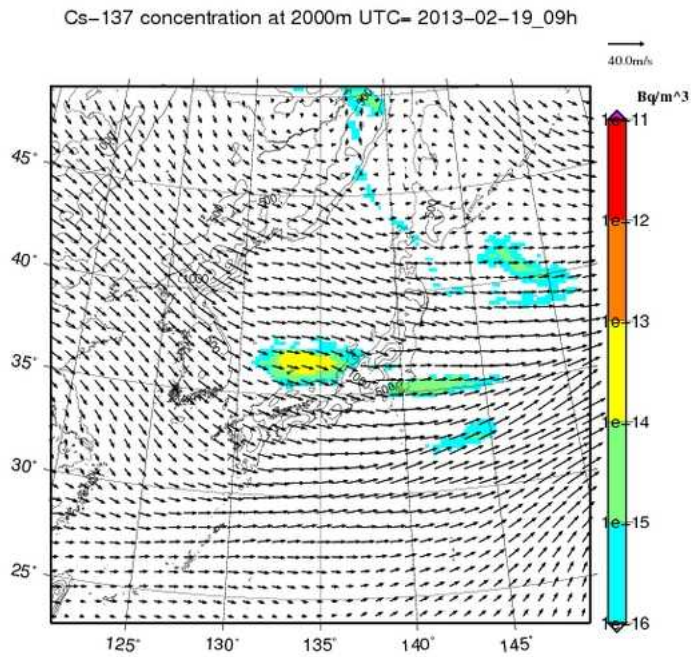 Cs-137 concentration at 2000m UTC= 2013-02-19_09h
40.0m/s
Bq/m^3
1e-11
45°
1e-12
40°
1e-13
35°
1e-14
30°
1e-15
25°
1e-16
125° 130° 135° 140° 145°